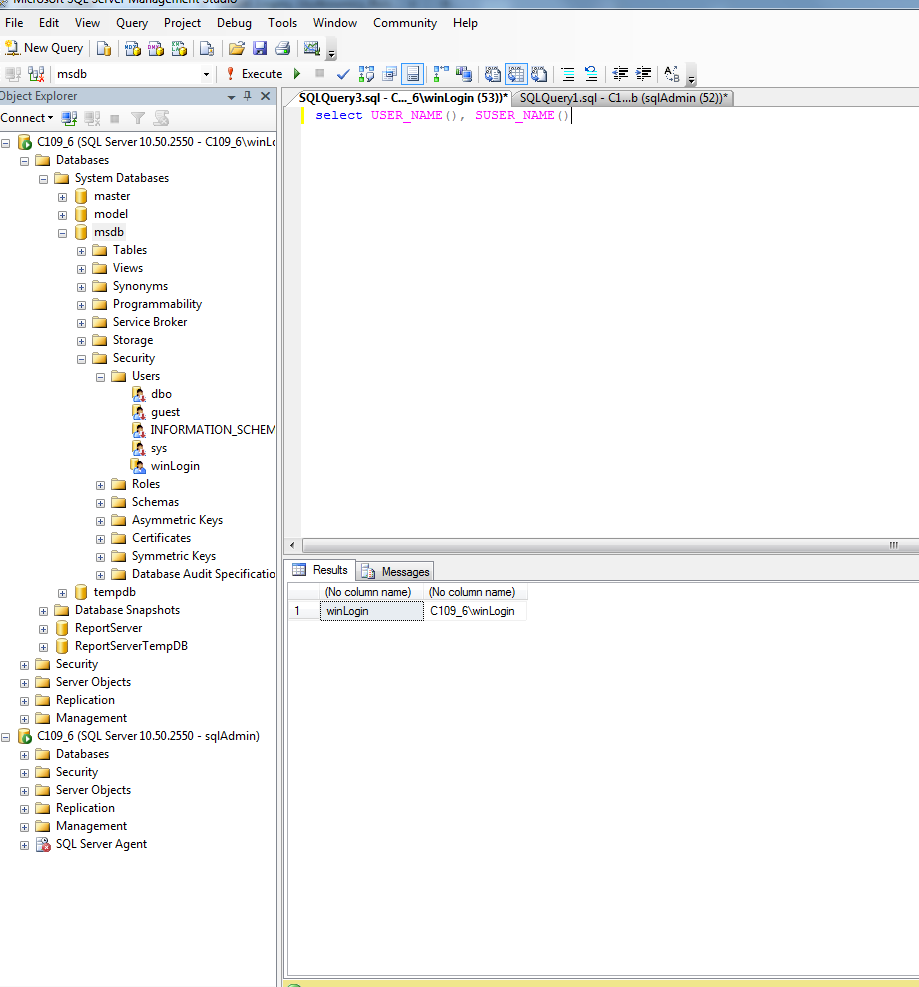 Microsoft SQL Server Management Studio
File Edit View Query Project Debug Tools Window Community Help
New Query
msdb Execute
Object Explorer
SQLQuery3.sql - C..._6\winLogin (53))* SQLQuery1.sql - C1...b (sqlAdmin (52))*
Connect
select USER_NAME(), SUSER_NAME()
C109_6 (SQL Server 10.50.2550 - C109_6\winLo
Databases
System Databases
master
model
msdb
Tables
Views
Synonyms
Programmability
Service Broker
Storage
Security
Users
dbo
guest
INFORMATION_SCHEM
sys
winLogin
Roles
Schemas
Asymmetric Keys
Certificates
Symmetric Keys
Database Audit Specificatio
tempdb
Database Snapshots
ReportServer
ReportServerTempDB
Security
Server Objects
Replication
Management
C109_6 (SQL Server 10.50.2550 - sqlAdmin)
Databases
Security
Server Objects
Replication
Management
SQL Server Agent
Results Messages
(No column name) (No column name)
1 winLogin C109_6\winLogin